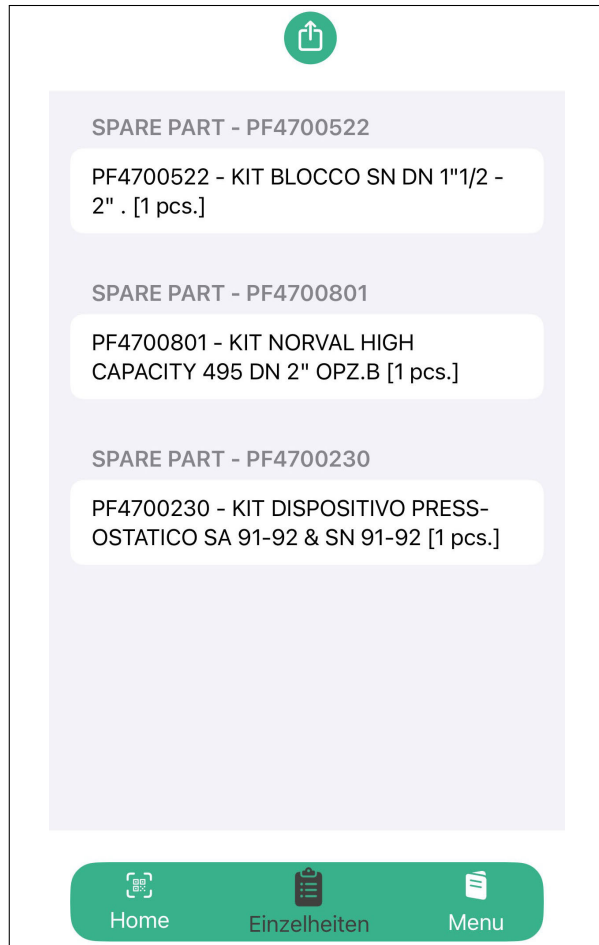 SPARE PART - PF4700522
PF4700522 - KIT BLOCCO SN DN 1"1/2 -
2" . [1 pcs.]
SPARE PART - PF4700801
PF4700801 - KIT NORVAL HIGH
CAPACITY 495 DN 2" OPZ.B [1 pcs.]
SPARE PART - PF4700230
PF4700230 - KIT DISPOSITIVO PRESS-
OSTATICO SA 91-92 & SN 91-92 [1 pcs.]
Home
Einzelheiten
Menu